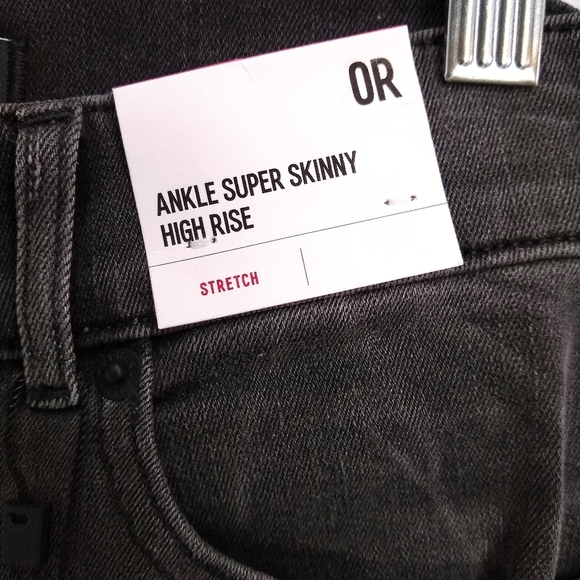 0R
ANKLE SUPER SKINNY
HIGH RISE
STRETCH